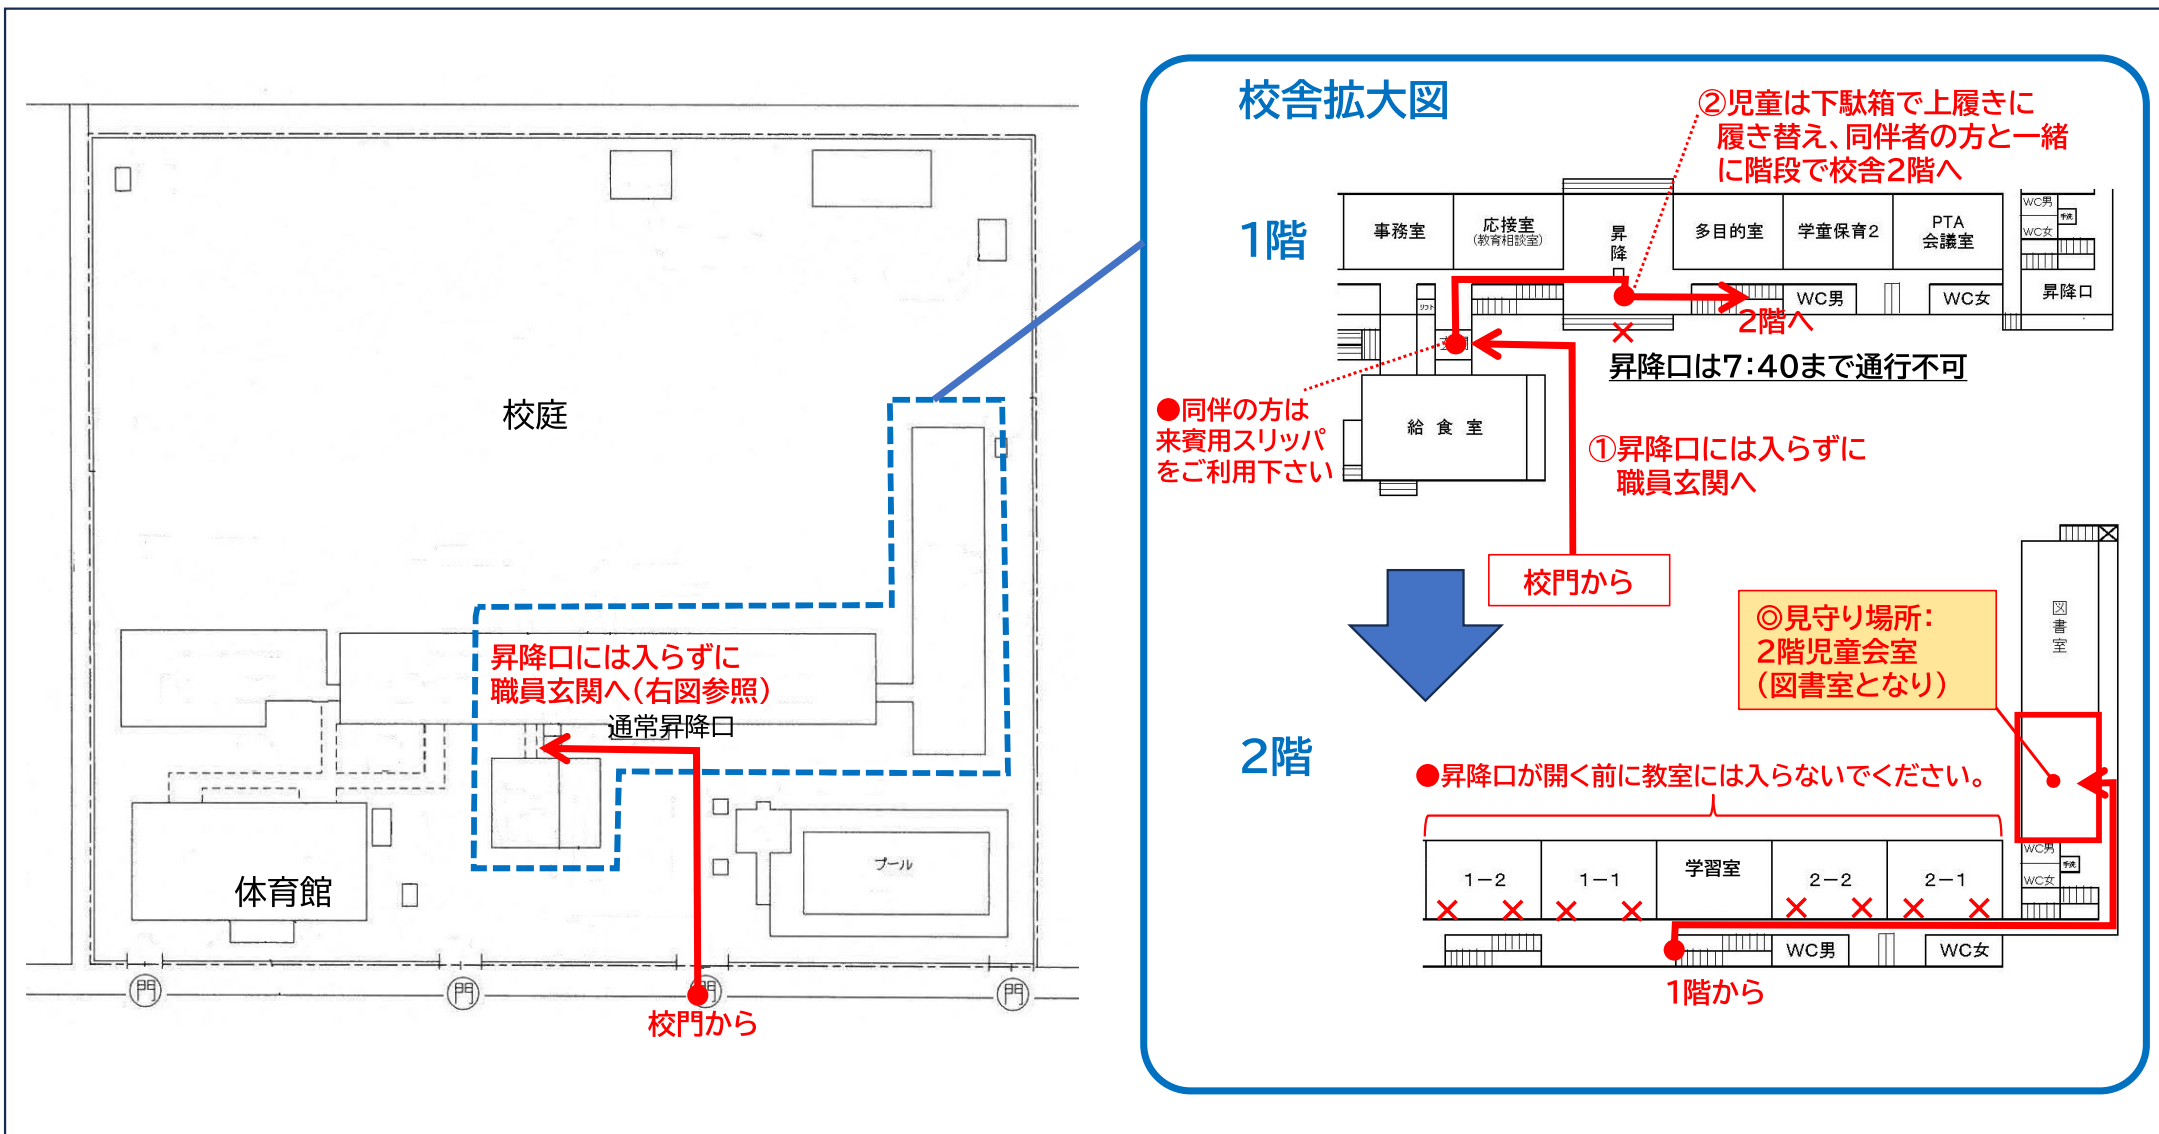 校庭
昇降口には入らずに
職員玄関へ（右図参照）
通常昇降口
体育館
プール
門
門
門
門
校門から
校舎拡大図
②児童は下駄箱で上履きに
履き替え、同伴者の方と一緒
に階段で校舎2階へ
1階
事務室
応接室
（教育相談室）
昇降
多目的室
学童保育2
PTA
会議室
WC男
手洗
WC女
昇降口
リフト
WC男
WC女
2階へ
昇降口は7：40まで通行不可
●同伴の方は
来賓用スリッパ
をご利用下さい
給食室
①昇降口には入らずに
職員玄関へ
校門から
◎見守り場所：
2階児童会室
（図書室となり）
図書室
2階
●昇降口が開く前に教室には入らないでください。
1－2
1－1
学習室
2－2
2－1
WC男
手洗
WC女
WC男
WC女
1階から